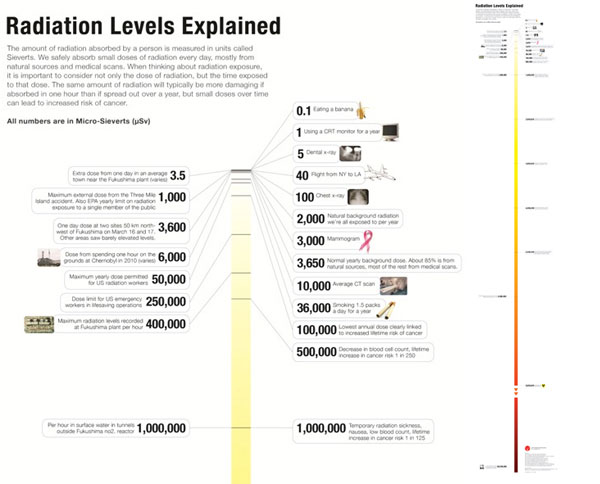 Radiation Levels Explained
The amount of radiation absorbed by a person is measured in units called
Sieverts. We safely absorb small doses of radiation every day, mostly from
natural sources and medical scans. When thinking about radiation exposure,
it is important to consider not only the dose of radiation, but the time exposed
to that dose. The same amount of radiation will typically be more damaging if
absorbed in one hour than if spread out over a year, but small doses over time
can lead to increased risk of cancer.
All numbers are in Micro-Sieverts (μSv)
0.1 Eating a banana
1 Using a CRT monitor for a year
5 Dental x-ray
40 Flight from NY to LA
100 Chest x-ray
2,000 Natural background radiation
we're all exposed to per year
3,000 Mammogram
3,650 Normal yearly background dose. About 85% is from
natural sources, most of the rest from medical scans.
10,000 Average CT scan
36,000 Smoking 1.5 packs
a day for a year
100,000 Lowest annual dose clearly linked
to increased lifetime risk of cancer
500,000 Decrease in blood cell count, lifetime
increase in cancer risk 1 in 250
1,000,000 Temporary radiation sickness,
nausea, low blood count, lifetime
increase in cancer risk 1 in 125
Extra dose from one day in an average
town near the Fukushima plant (varies) 3.5
Maximum external dose from the Three Mile
Island accident. Also EPA yearly limit on radiation
exposure to a single member of the public 1,000
One day dose at two sites 50 km north-
west of Fukushima on March 16 and 17.
Other areas saw barely elevated levels. 3,600
Dose from spending one hour on the
grounds at Chernobyl in 2010 (varies) 6,000
Maximum yearly dose permitted
for US radiation workers 50,000
Dose limit for US emergency
workers in lifesaving operations 250,000
Maximum radiation levels recorded
at Fukushima plant per hour 400,000
Per hour in surface water in tunnels
outside Fukushima no2. reactor 1,000,000
Radiation Levels Explained